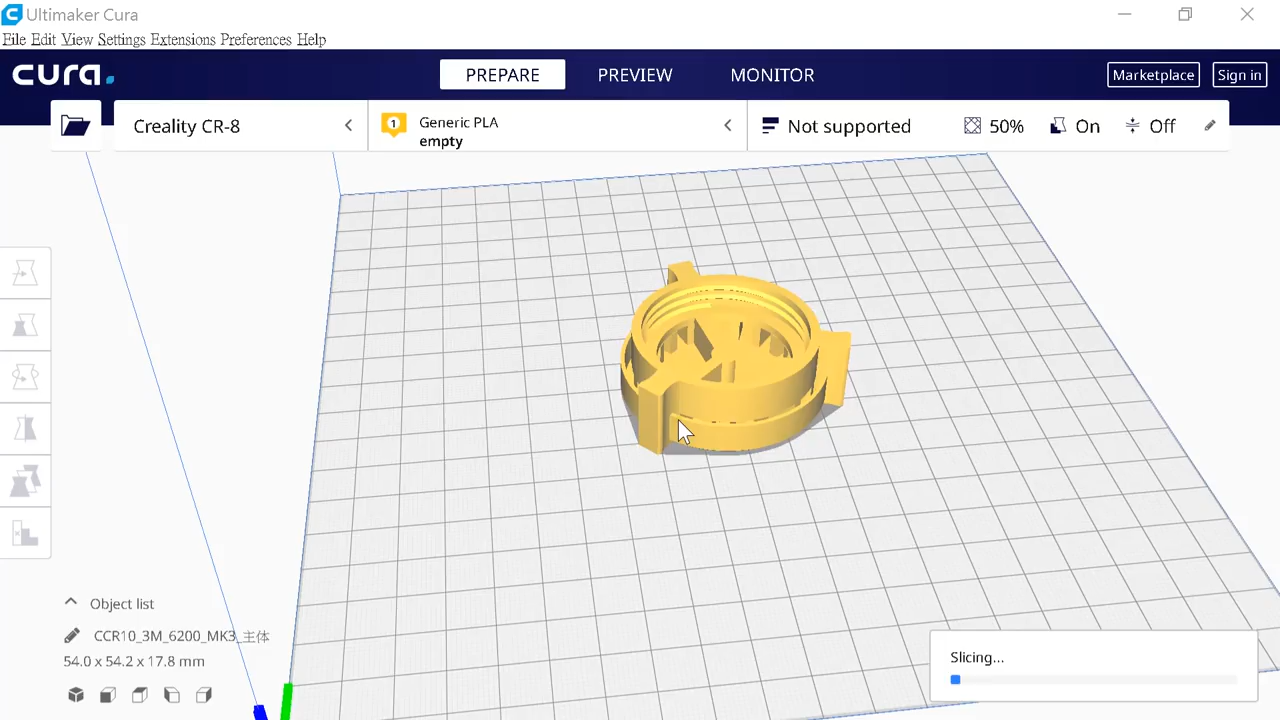 Ultimaker Cura
File Edit View Settings Extensions Preferences Help
cura.
PREPARE
PREVIEW
MONITOR
Marketplace
Sign in
Creality CR-8
1
Generic PLA
empty
Not supported
50%
On
Off
Object list
CCR10_3M_6200_MK3_主体
54.0 x 54.2 x 17.8 mm
Slicing...